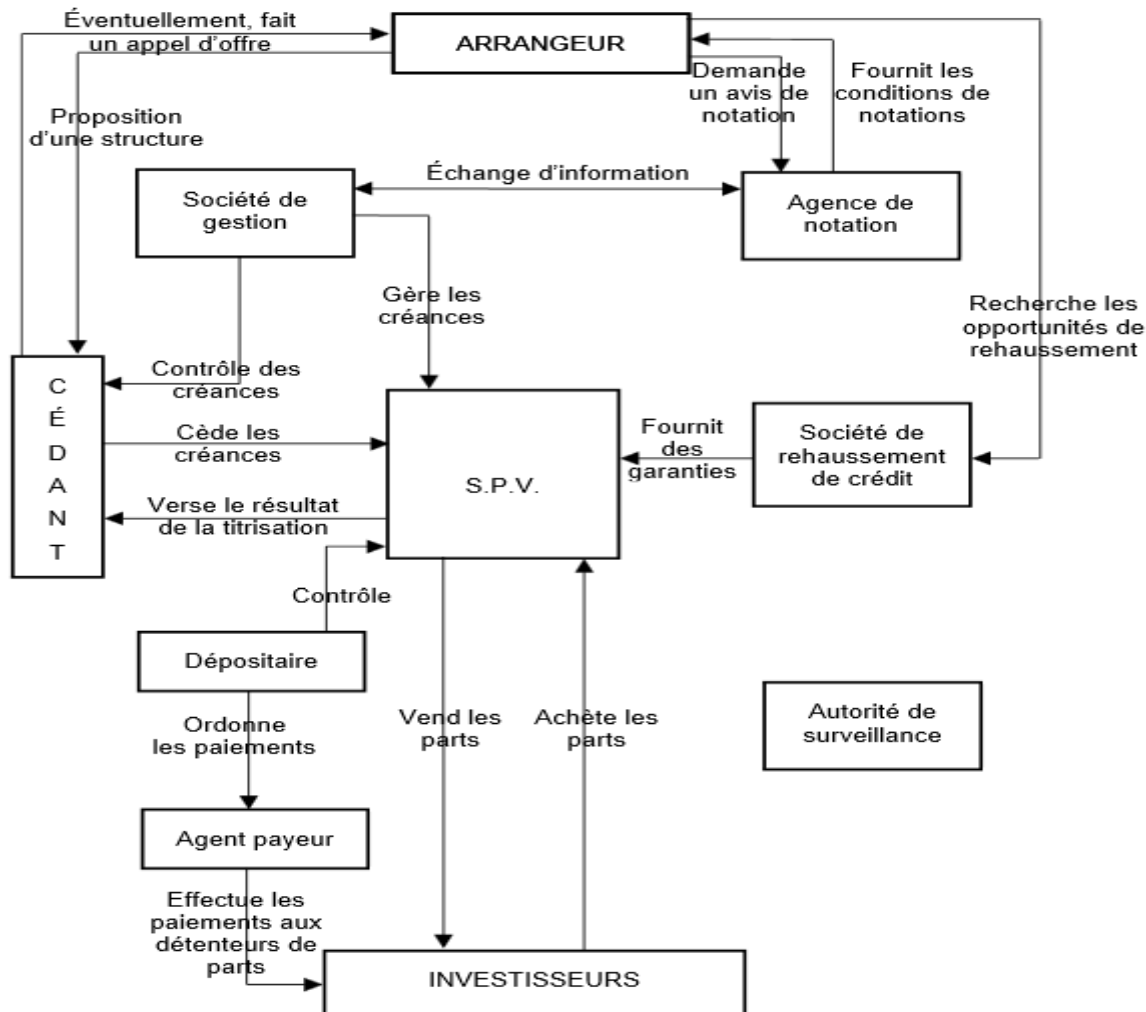 Éventuellement, fait
un appel d'offre
ARRANGEUR
Demande
un avis de
notation
Fournit les
conditions de
notations
Proposition
d'une structure
Échange d'information
Société de
gestion
Agence de
notation
Gère les
créances
Recherche les
opportunités de
rehaussement
C
É
D
A
N
T
Contrôle des
créances
Cède les
créances
Verse le résultat
de la titrisation
S.P.V.
Fournit
des
garanties
Société de
rehaussement
de crédit
Contrôle
Dépositaire
Ordonne
les paiements
Vend les
parts
Achète les
parts
Autorité de
surveillance
Agent payeur
Effectue les
paiements aux
détenteurs de
parts
INVESTISSEURS